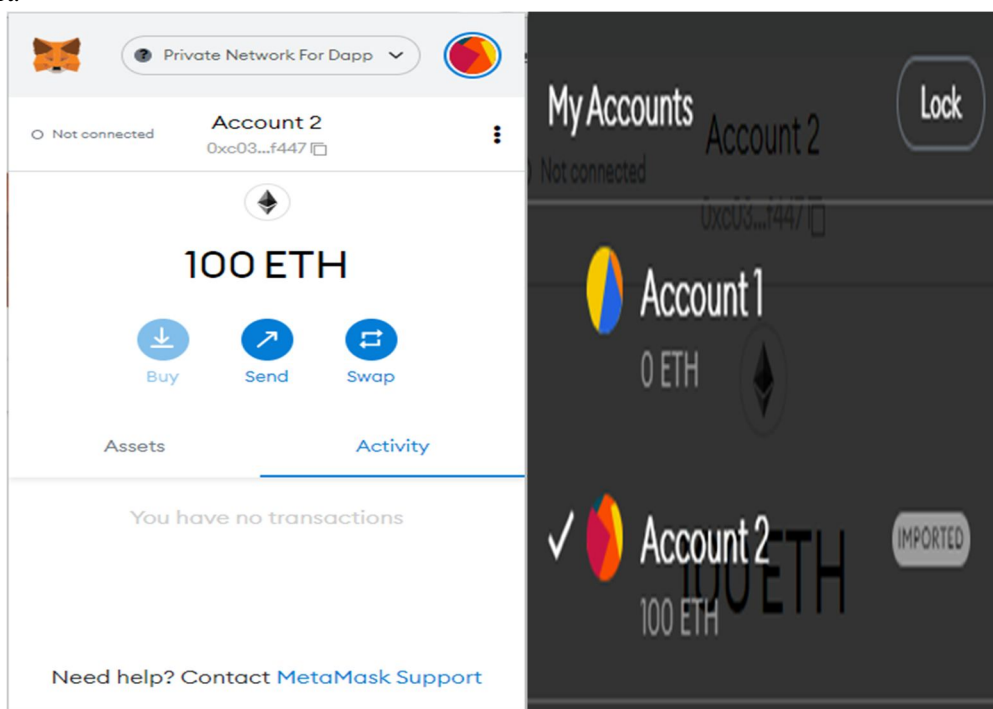 Private Network For Dapp
Not connected
Account 2
0xc03...f447
100 ETH
Buy
Send
Swap
Assets
Activity
You have no transactions
Need help? Contact MetaMask Support
My Accounts
Lock
Account 2
Not connected
0xc03...f447
Account 1
0 ETH
Account 2
IMPORTED
100 ETH
100 ETH